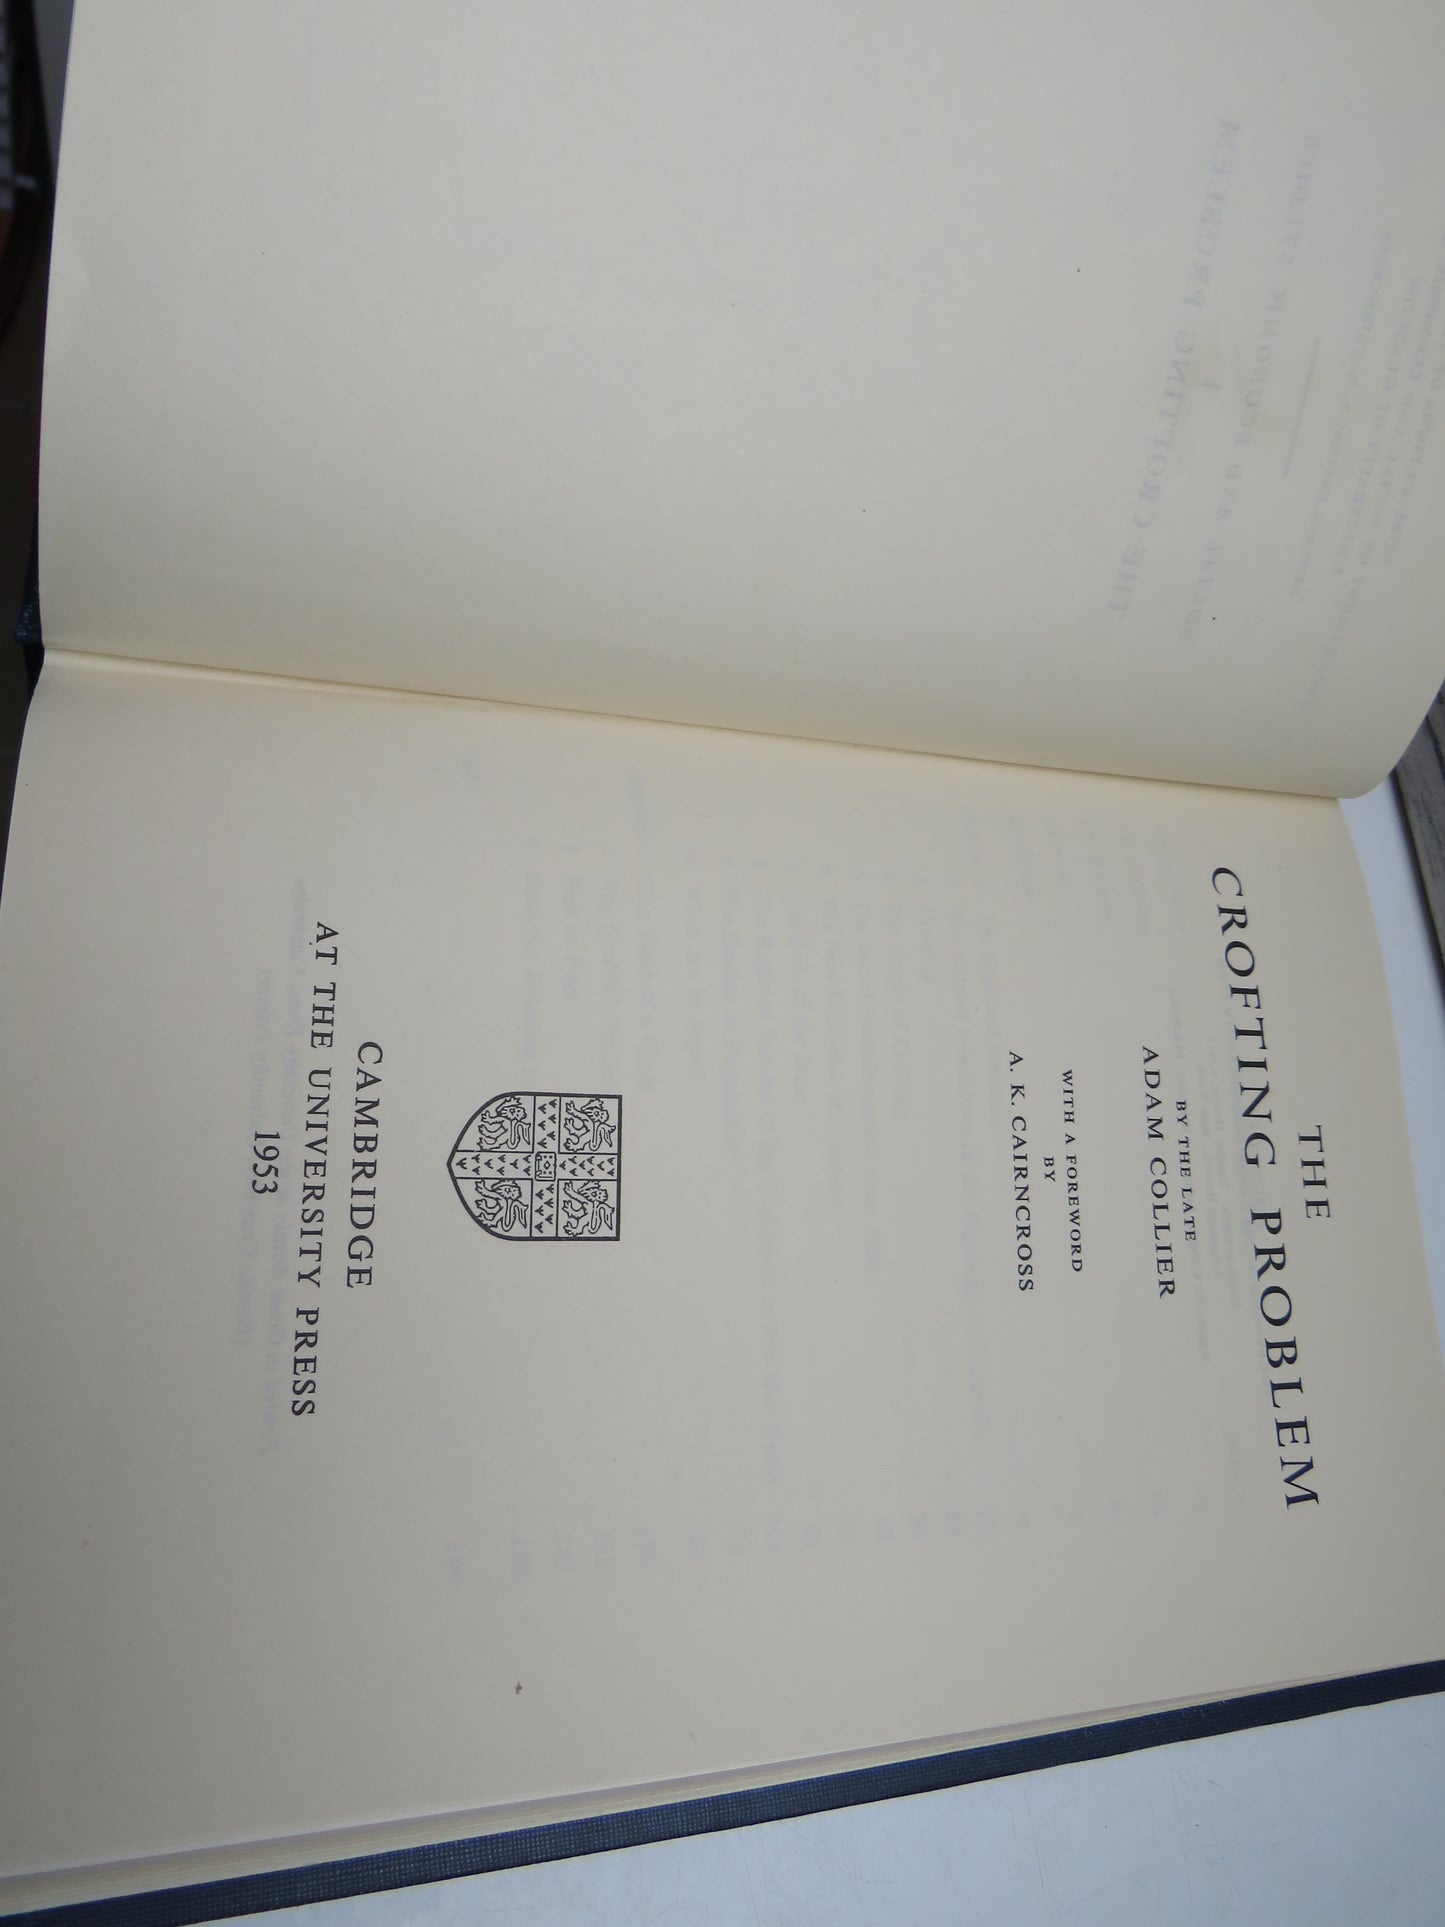 THE
CROFTING PROBLEM
BY THE LATE
ADAM COLLIER
WITH A FOREWORD
BY
A. K. CAIRNCROSS
CAMBRIDGE
AT THE UNIVERSITY PRESS
1953